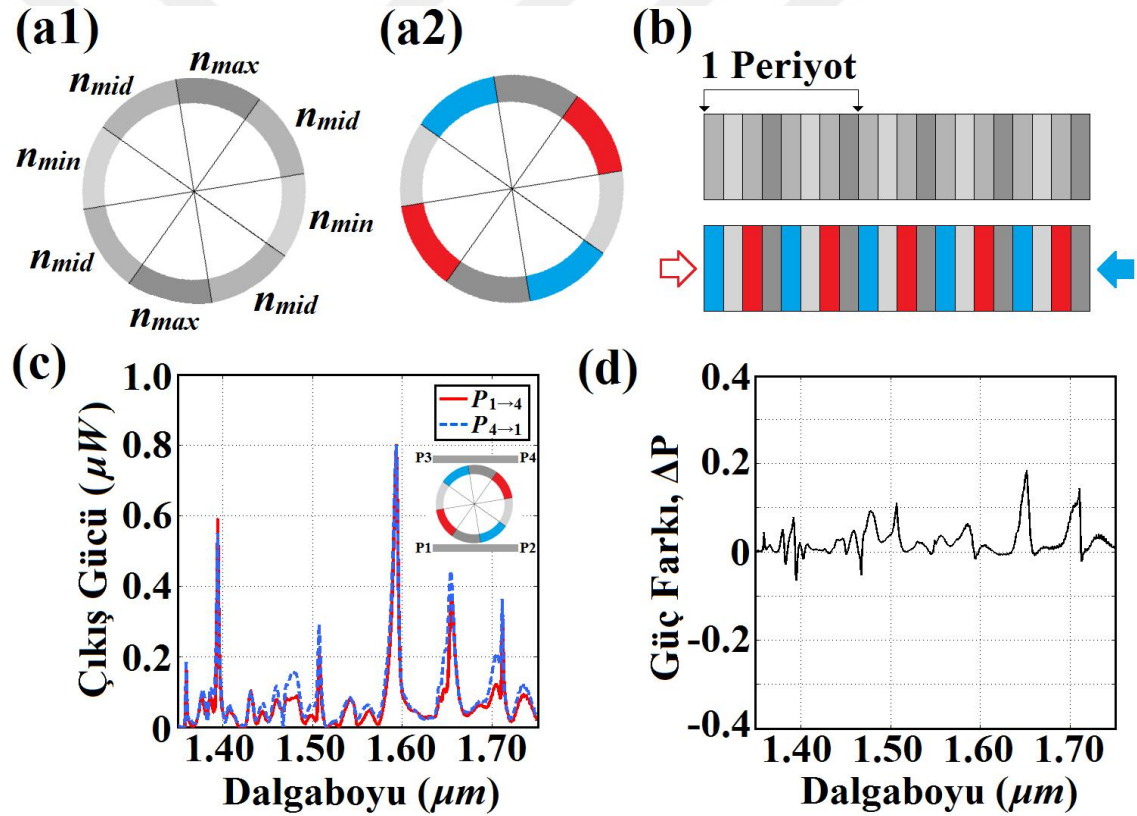 (a1)
(a2)
(b)
n_max
n_mid
n_mid
n_min
n_min
n_mid
n_mid
n_max
1 Periyot
(c)
Çıkış Gücü (μW)
1.0
0.8
0.6
0.4
0.2
0
1.40
1.50
1.60
1.70
Dalgaboyu (μm)
P1→4
P4→1
P3
P4
P1
P2
(d)
Güç Farkı, ΔP
0.4
0.2
0
-0.2
-0.4
1.40
1.50
1.60
1.70
Dalgaboyu (μm)